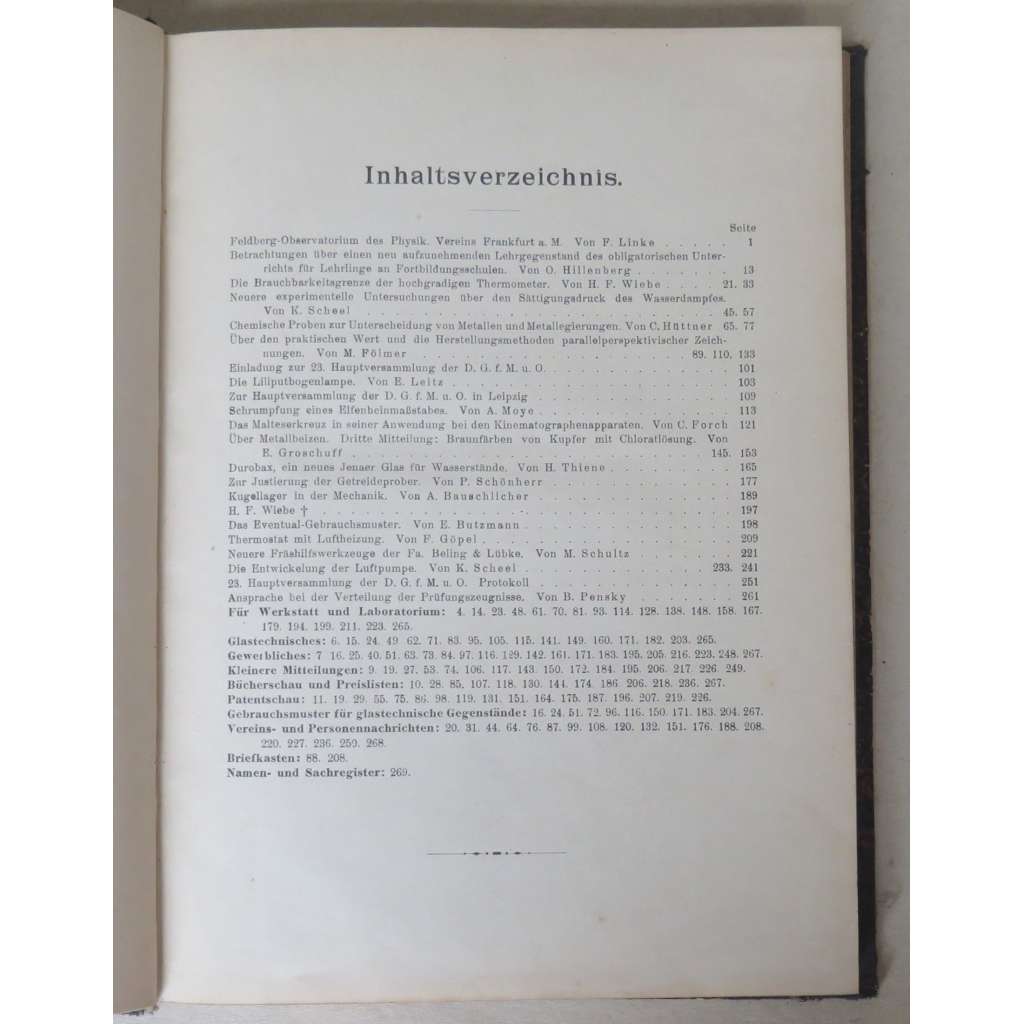 Inhaltsverzeichnis.
Seite
Feldberg-Observatorium des Physik. Vereins Frankfurt a. M. Von F. Linke . . . . . 1
Betrachtungen über einen neu aufzunehmenden Lehrgegenstand des obligatorischen Unter-
richts für Lehrlinge an Fortbildungsschulen. Von O. Hillenberg . . . . . . . 13
Die Brauchbarkeitsgrenze der hochgradigen Thermometer. Von H. F. Wiebe . . . . 21. 33
Neuere experimentelle Untersuchungen über den Sättigungsdruck des Wasserdampfes.
Von K. Scheel . . . . . . . . . . . . . . . . . . . . . . . . . . 45. 57
Chemische Proben zur Unterscheidung von Metallen und Metallegierungen. Von C. Hüttner 65. 77
Über den praktischen Wert und die Herstellungsmethoden parallelperspektivischer Zeich-
nungen. Von M. Fölmer . . . . . . . . . . . . . . . . . . . . 89. 110. 133
Einladung zur 23. Hauptversammlung der D. G. f. M. u. O. . . . . . . . . . . . . . 101
Die Liliputbogenlampe. Von E. Leitz . . . . . . . . . . . . . . . . . . . . . 103
Zur Hauptversammlung der D. G. f. M. u. O. in Leipzig . . . . . . . . . . . . . . . 109
Schrumpfung eines Elfenbeinmaßstabes. Von A. Moye . . . . . . . . . . . . . . 113
Das Malteserkreuz in seiner Anwendung bei den Kinematographenapparaten. Von C. Forch 121
Über Metallbeizen. Dritte Mitteilung: Braunfärben von Kupfer mit Chloratlösung. Von
E. Groschuff . . . . . . . . . . . . . . . . . . . . . . . . . 145. 153
Durobax, ein neues Jenaer Glas für Wasserstände. Von H. Thiene . . . . . . . . . 165
Zur Justierung der Getreideprober. Von P. Schönherr . . . . . . . . . . . . . . 177
Kugellager in der Mechanik. Von A. Bauschlicher . . . . . . . . . . . . . . . 189
H. F. Wiebe † . . . . . . . . . . . . . . . . . . . . . . . . . . . . . . 197
Das Eventual-Gebrauchsmuster. Von E. Butzmann . . . . . . . . . . . . . . . . 198
Thermostat mit Luftheizung. Von F. Göpel . . . . . . . . . . . . . . . . . . . 209
Neuere Fräshilfswerkzeuge der Fa. Beling & Lübke. Von M. Schultz . . . . . . . 221
Die Entwickelung der Luftpumpe. Von K. Scheel . . . . . . . . . . . . . . 233. 241
23. Hauptversammlung der D. G. f. M. u. O. Protokoll . . . . . . . . . . . . . . . 251
Ansprache bei der Verteilung der Prüfungszeugnisse. Von B. Pensky . . . . . . . 261
Für Werkstatt und Laboratorium: 4. 14. 23. 48. 61. 70. 81. 93. 114. 128. 138. 148. 158. 167.
179. 194. 199. 211. 223. 265.
Glastechnisches: 6. 15. 24. 49. 62. 71. 83. 95. 105. 115. 141. 149. 160. 171. 182. 203. 265.
Gewerbliches: 7 16. 25. 40. 51. 63. 73. 84. 97. 116. 129. 142. 161. 171. 183. 195. 205. 216. 223. 248. 267.
Kleinere Mitteilungen: 9. 19. 27. 53. 74. 106. 117. 143. 150. 172. 184. 195. 206. 217. 226. 249.
Bücherschau und Preislisten: 10. 28. 85. 107. 118. 130. 144. 174. 186. 206. 218. 236. 267.
Patentschau: 11. 19. 29. 55. 75. 86. 98. 119. 131. 151. 164. 175. 187. 196. 207. 219. 226.
Gebrauchsmuster für glastechnische Gegenstände: 16. 24. 51. 72. 96. 116. 150. 171. 183. 204. 267.
Vereins- und Personennachrichten: 20. 31. 44. 64. 76. 87. 99. 108. 120. 132. 151. 176. 188. 208.
220. 227. 236. 259. 268.
Briefkasten: 88. 208.
Namen- und Sachregister: 269.